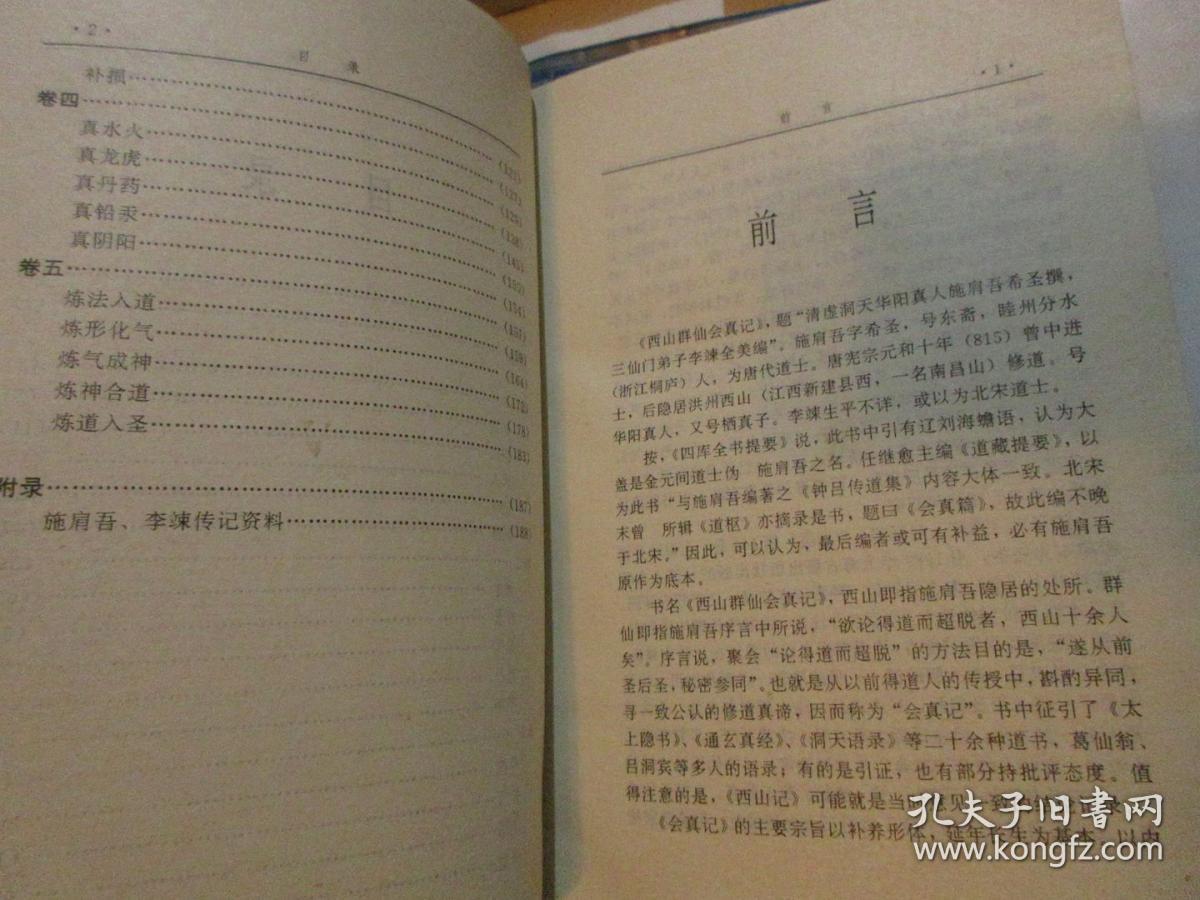 ·2·
目 录
补损
卷四
真水火
真龙虎
真丹药
真铅汞
真阴阳
卷五
炼法入道
炼形化气
炼气成神
炼神合道
炼道入圣
附录
施肩吾、李竦传记资料
(121)
(127)
(145)
(154)
(157)
(164)
(172)
(178)
(183)
(187)
(188)
·1·
前 言
前 言
《西山群仙会真记》，题“清虚洞天华阳真人施肩吾希圣撰，
三仙门弟子李竦全美编”。施肩吾字希圣，号东斋，睦州分水
(浙江桐庐) 人，为唐代道士。唐宪宗元和十年 (815) 曾中进
士，后隐居洪州西山 (江西新建县西，一名南昌山) 修道。号
华阳真人，又号栖真子。李竦生平不详，或以为北宋道士。
按，《四库全书提要》说，此书中引有辽刘海蟾语，认为大
盖是金元间道士伪 施肩吾之名。任继愈主编《道藏提要》，以
为此书“与施肩吾编著之《钟吕传道集》内容大体一致。北宋
末曾 所辑《道枢》亦摘录是书，题曰《会真篇》，故此编不晚
于北宋。”因此，可以认为，最后编者或可有补益，必有施肩吾
原作为底本。
书名《西山群仙会真记》，西山即指施肩吾隐居的处所。群
仙即指施肩吾序言中所说，“欲论得道而超脱者，西山十余人
矣”。序言说，聚会“论得道而超脱”的方法目的是，“遂从前
圣后圣，秘密参同”。也就是从以前得道人的传授中，斟酌异同，
寻一致公认的修道真谛，因而称为“会真记”。书中征引了《太
上隐书》、《通玄真经》、《洞天语录》等二十余种道书，葛仙翁、
吕洞宾等多人的语录；有的是引证，也有部分持批评态度。值
得注意的是，《西山记》可能就是当
《会真记》的主要宗旨以补养形体，延年长生为基本，以内
孔夫子旧书网
www.kongfz.com